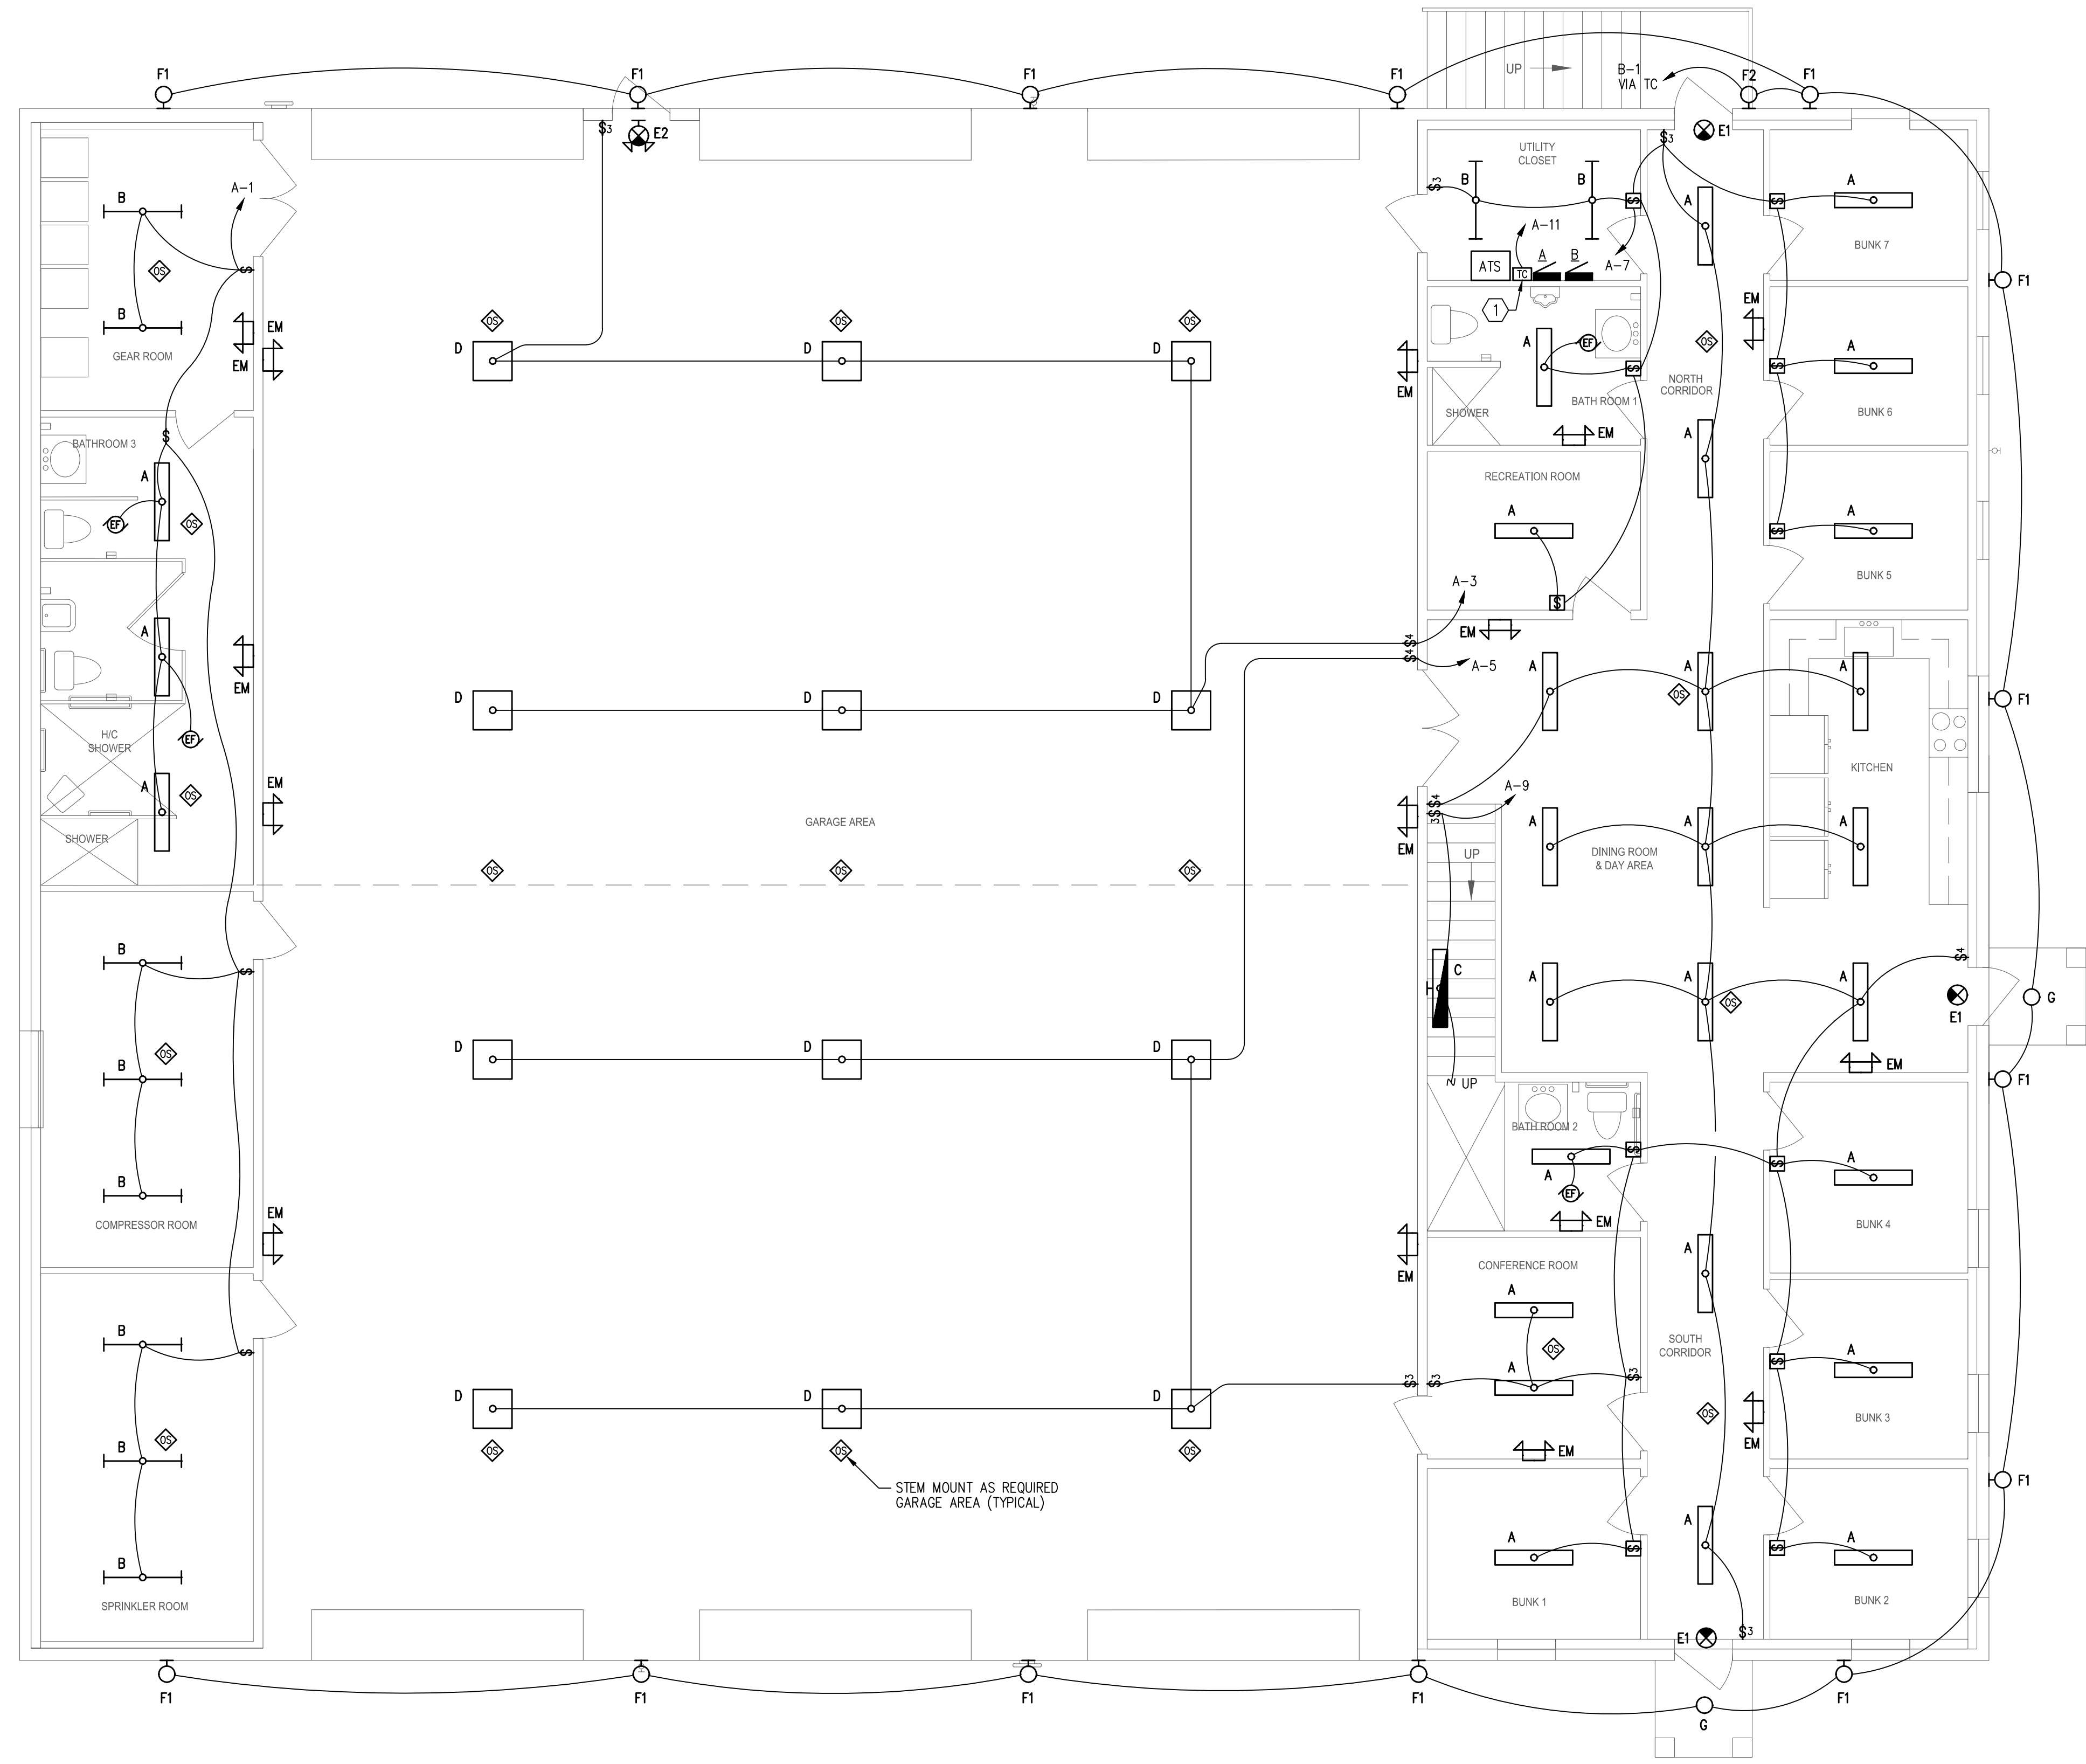 F1
F1
F1
F1
UP
B-1
VIA TC
F2
F1
$3
E2
E1
$3
UTILITY
CLOSET
B
A-1
B
$3
B
B
S
A
S
A
BUNK 7
S
OS
GEAR ROOM
B
A-11
ATS
TC
A
B
A-7
F1
1
EM
EM
EM
OS
OS
OS
D
D
D
A
EF
S
EM
SHOWER
BATH ROOM 1
EM
OS
NORTH
CORRIDOR
EM
S
A
BUNK 6
S
BATHROOM 3
A
EF
OS
RECREATION ROOM
A
A
S
A
BUNK 5
S
A-3
EM
$4
$4
A-5
A
EM
D
D
D
A
A
OS
A
F1
H/C
SHOWER
EF
A
OS
SHOWER
EM
GARAGE AREA
KITCHEN
$4
$3
A-9
EM
UP
A
DINING ROOM
& DAY AREA
A
A
OS
OS
OS
B
S
B
OS
B
COMPRESSOR ROOM
D
D
D
C
UP
A
A
OS
A
$4
E1
G
EM
F1
BATH ROOM 2
S
A
EF
EM
S
A
BUNK 4
EM
EM
CONFERENCE ROOM
A
A
OS
$3
$3
$3
EM
A
SOUTH
CORRIDOR
OS
EM
S
A
BUNK 3
B
S
OS
B
B
SPRINKLER ROOM
D
D
D
OS
OS
OS
STEM MOUNT AS REQUIRED
GARAGE AREA (TYPICAL)
F1
A
S
BUNK 1
A
S
A
BUNK 2
E1
$3
F1
F1
F1
F1
G
F1